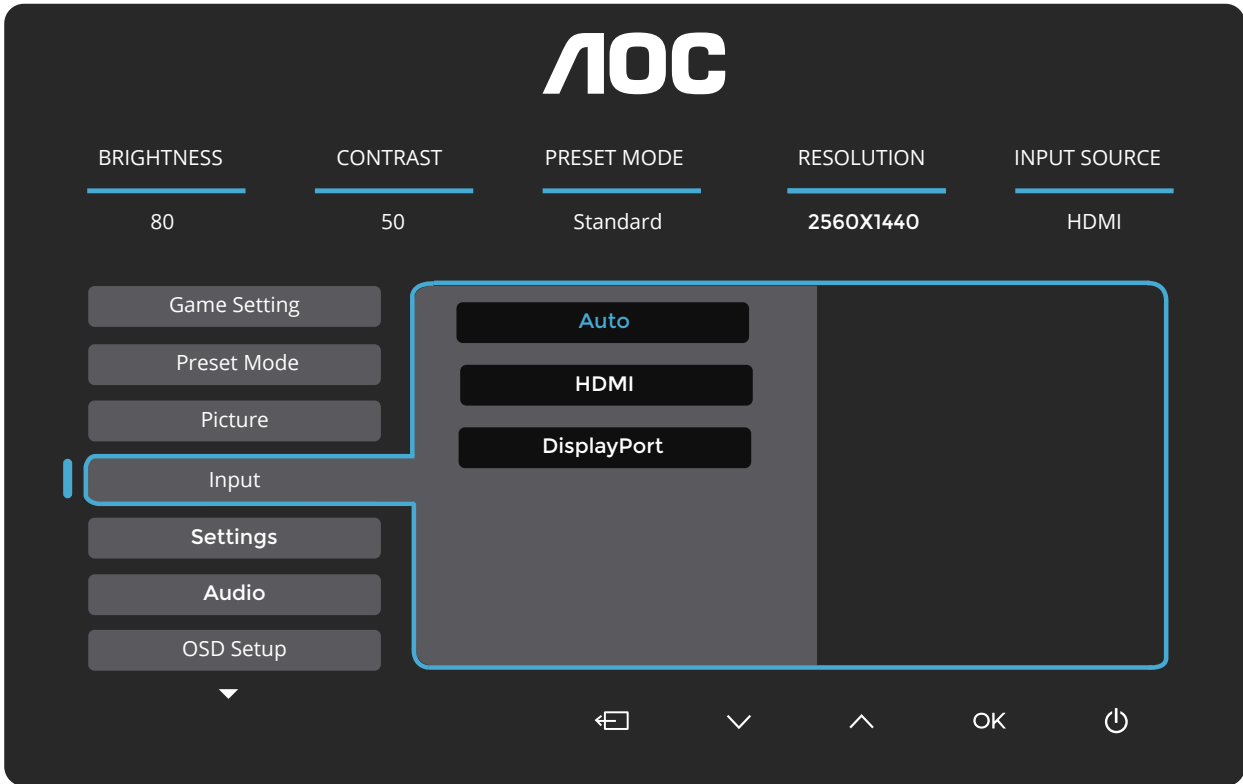 AOC
BRIGHTNESS CONTRAST PRESET MODE RESOLUTION INPUT SOURCE
80 50 Standard 2560X1440 HDMI
Game Setting
Preset Mode
Picture
Input
Settings
Audio
OSD Setup
Auto
HDMI
DisplayPort
OK